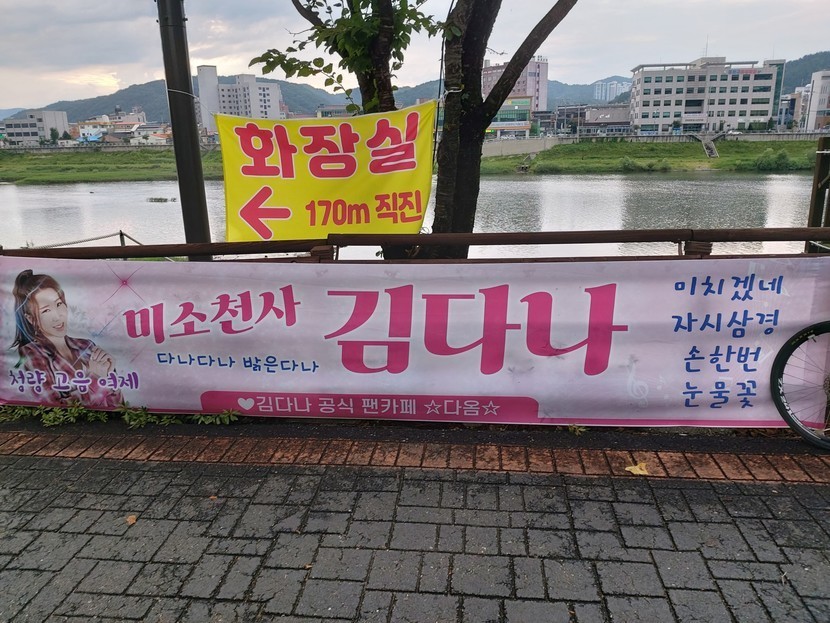 화장실
← 170m 직진
미소천사 김다나
다나다나 밝은다나
청량 고음 여제
♥김다나 공식 팬카페 ☆다옴☆
미치겠네
자시삼경
손한번
눈물꽃